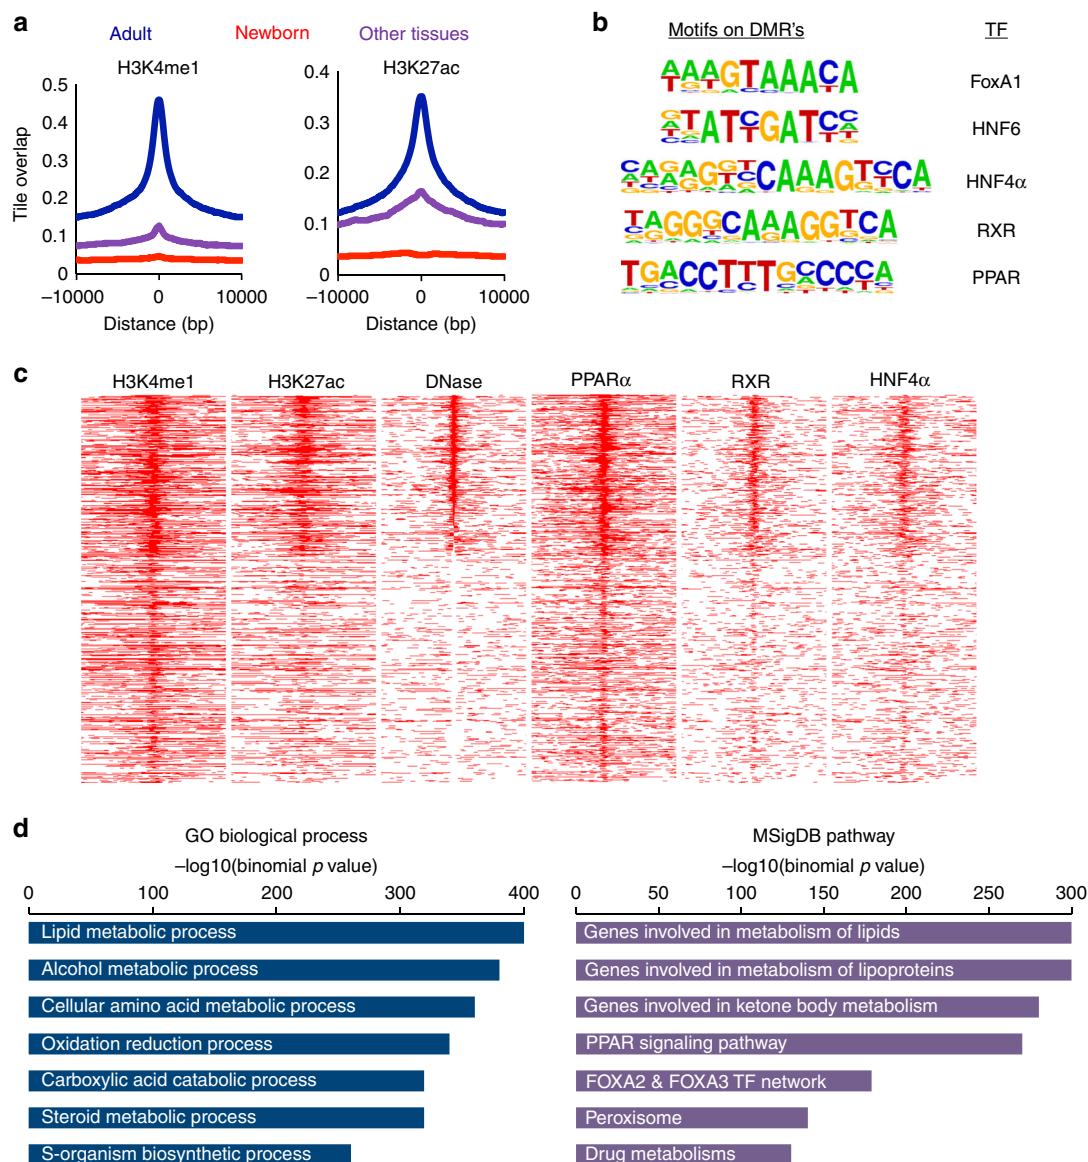 a
Adult Newborn Other tissues
H3K4me1 H3K27ac
Tile overlap
0.5
0.4
0.3
0.2
0.1
0
0.4
0.3
0.2
0.1
0
−10000 0 10000 −10000 0 10000
Distance (bp) Distance (bp)
b
Motifs on DMR's TF
FoxA1
HNF6
HNF4α
RXR
PPAR
c
H3K4me1 H3K27ac DNase PPARα RXR HNF4α
d
GO biological process
−log10(binomial p value)
0 100 200 300 400
Lipid metabolic process
Alcohol metabolic process
Cellular amino acid metabolic process
Oxidation reduction process
Carboxylic acid catabolic process
Steroid metabolic process
S-organism biosynthetic process
MSigDB pathway
−log10(binomial p value)
0 50 100 150 200 250 300
Genes involved in metabolism of lipids
Genes involved in metabolism of lipoproteins
Genes involved in ketone body metabolism
PPAR signaling pathway
FOXA2 & FOXA3 TF network
Peroxisome
Drug metabolisms